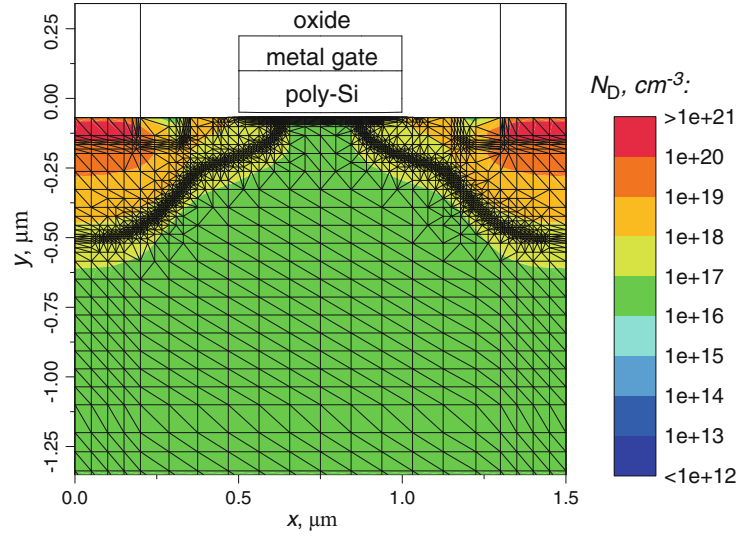 oxide
metal gate
poly-Si
0.25
0.00
-0.25
-0.50
-0.75
-1.00
-1.25
y, μm
0.0
0.5
1.0
1.5
x, μm
N_D, cm⁻³:
>1e+21
1e+20
1e+19
1e+18
1e+17
1e+16
1e+15
1e+14
1e+13
<1e+12